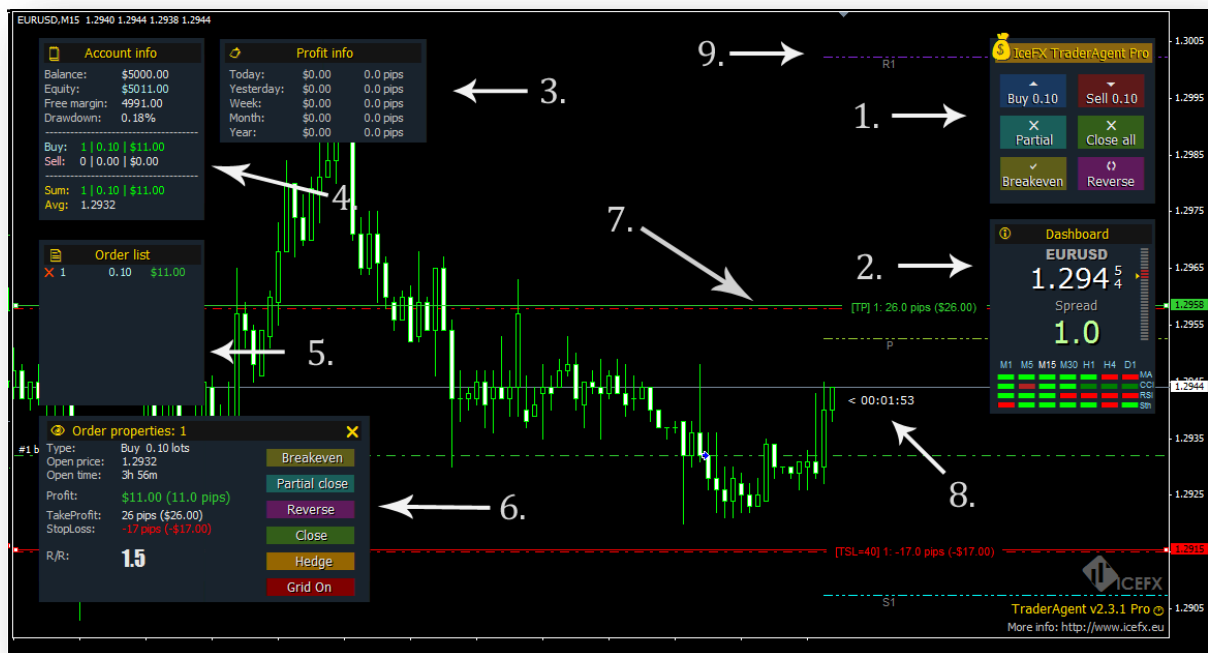 EURUSD,M15 1.2940 1.2944 1.2938 1.2944
Account info
Balance: $5000.00
Equity: $5011.00
Free margin: 4991.00
Drawdown: 0.18%
Buy: 1 | 0.10 | $11.00
Sell: 0 | 0.00 | $0.00
Sum: 1 | 0.10 | $11.00
Avg: 1.2932
Profit info
Today: $0.00 0.0 pips
Yesterday: $0.00 0.0 pips
Week: $0.00 0.0 pips
Month: $0.00 0.0 pips
Year: $0.00 0.0 pips
3.
4.
Order list
X 1 0.10 $11.00
5.
#1 b
Order properties: 1 X
Type: Buy 0.10 lots
Open price: 1.2932
Open time: 3h 56m
Profit: $11.00 (11.0 pips)
TakeProfit: 26 pips ($26.00)
StopLoss: -17 pips (-$17.00)
R/R: 1.5
Breakeven
Partial close
Reverse
Close
Hedge
Grid On
6.
9.
R1
1.
IceFX TraderAgent Pro
Buy 0.10 Sell 0.10
X Partial X Close all
Breakeven Reverse
7.
2.
Dashboard
EURUSD
1.294 5 4
Spread
1.0
M1 M5 M15 M30 H1 H4 D1
MA
CCI
RSI
Sth
[TP] 1: 26.0 pips ($26.00)
P
< 00:01:53
8.
[TSL=40] 1: -17.0 pips (-$17.00)
S1
ICEFX
TraderAgent v2.3.1 Pro
More info: http://www.icefx.eu
1.3005
1.2995
1.2985
1.2975
1.2965
1.2958
1.2955
1.2945
1.2944
1.2935
1.2925
1.2915
1.2905